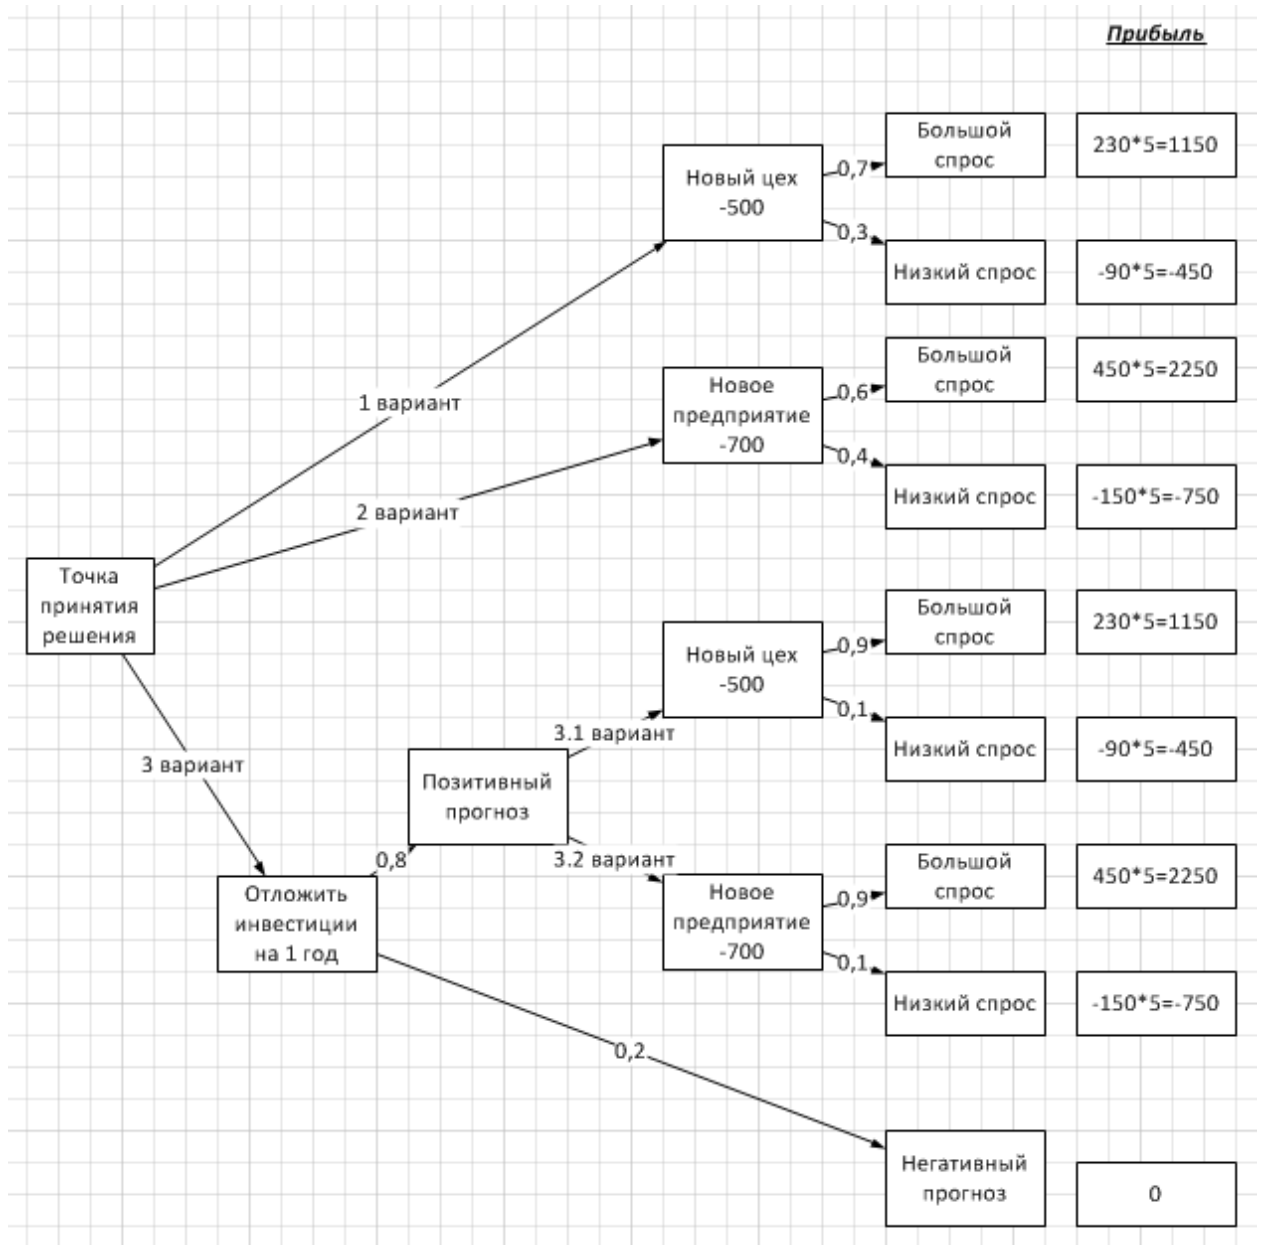 Прибыль
Большой
спрос
230*5=1150
Новый цех
-500
0,7
0,3
Низкий спрос
-90*5=-450
Большой
спрос
450*5=2250
Новое
предприятие
-700
0,6
0,4
1 вариант
Низкий спрос
-150*5=-750
2 вариант
Точка
принятия
решения
Большой
спрос
230*5=1150
Новый цех
-500
0,9
0,1
3.1 вариант
Низкий спрос
-90*5=-450
3 вариант
Позитивный
прогноз
0,8
3.2 вариант
Большой
спрос
450*5=2250
Отложить
инвестиции
на 1 год
Новое
предприятие
-700
0,9
0,1
Низкий спрос
-150*5=-750
0,2
Негативный
прогноз
0